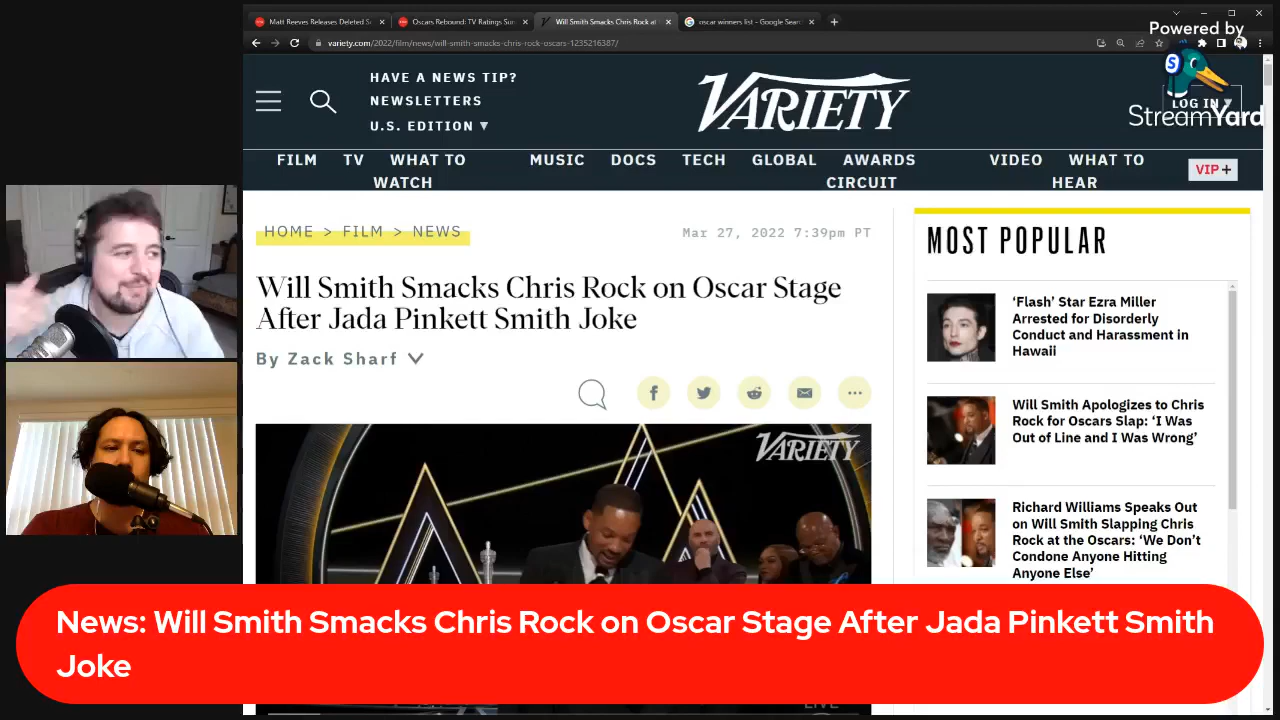 Matt Reeves Releases Deleted S
Oscars Rebound: TV Ratings Sur
Will Smith Smacks Chris Rock at
oscar winners list - Google Sear
variety.com/2022/film/news/will-smith-smacks-chris-rock-oscars-1235216387/
Powered by
StreamYard
HAVE A NEWS TIP?
NEWSLETTERS
U.S. EDITION
VARIETY
LOG IN
FILM TV WHAT TO WATCH MUSIC DOCS TECH GLOBAL AWARDS CIRCUIT VIDEO WHAT TO HEAR
VIP+
HOME > FILM > NEWS
Mar 27, 2022 7:39pm PT
Will Smith Smacks Chris Rock on Oscar Stage
After Jada Pinkett Smith Joke
By Zack Sharf
VARIETY
LIVE
MOST POPULAR
‘Flash’ Star Ezra Miller
Arrested for Disorderly
Conduct and Harassment in
Hawaii
Will Smith Apologizes to Chris
Rock for Oscars Slap: ‘I Was
Out of Line and I Was Wrong’
Richard Williams Speaks Out
on Will Smith Slapping Chris
Rock at the Oscars: ‘We Don’t
Condone Anyone Hitting
Anyone Else’
News: Will Smith Smacks Chris Rock on Oscar Stage After Jada Pinkett Smith
Joke